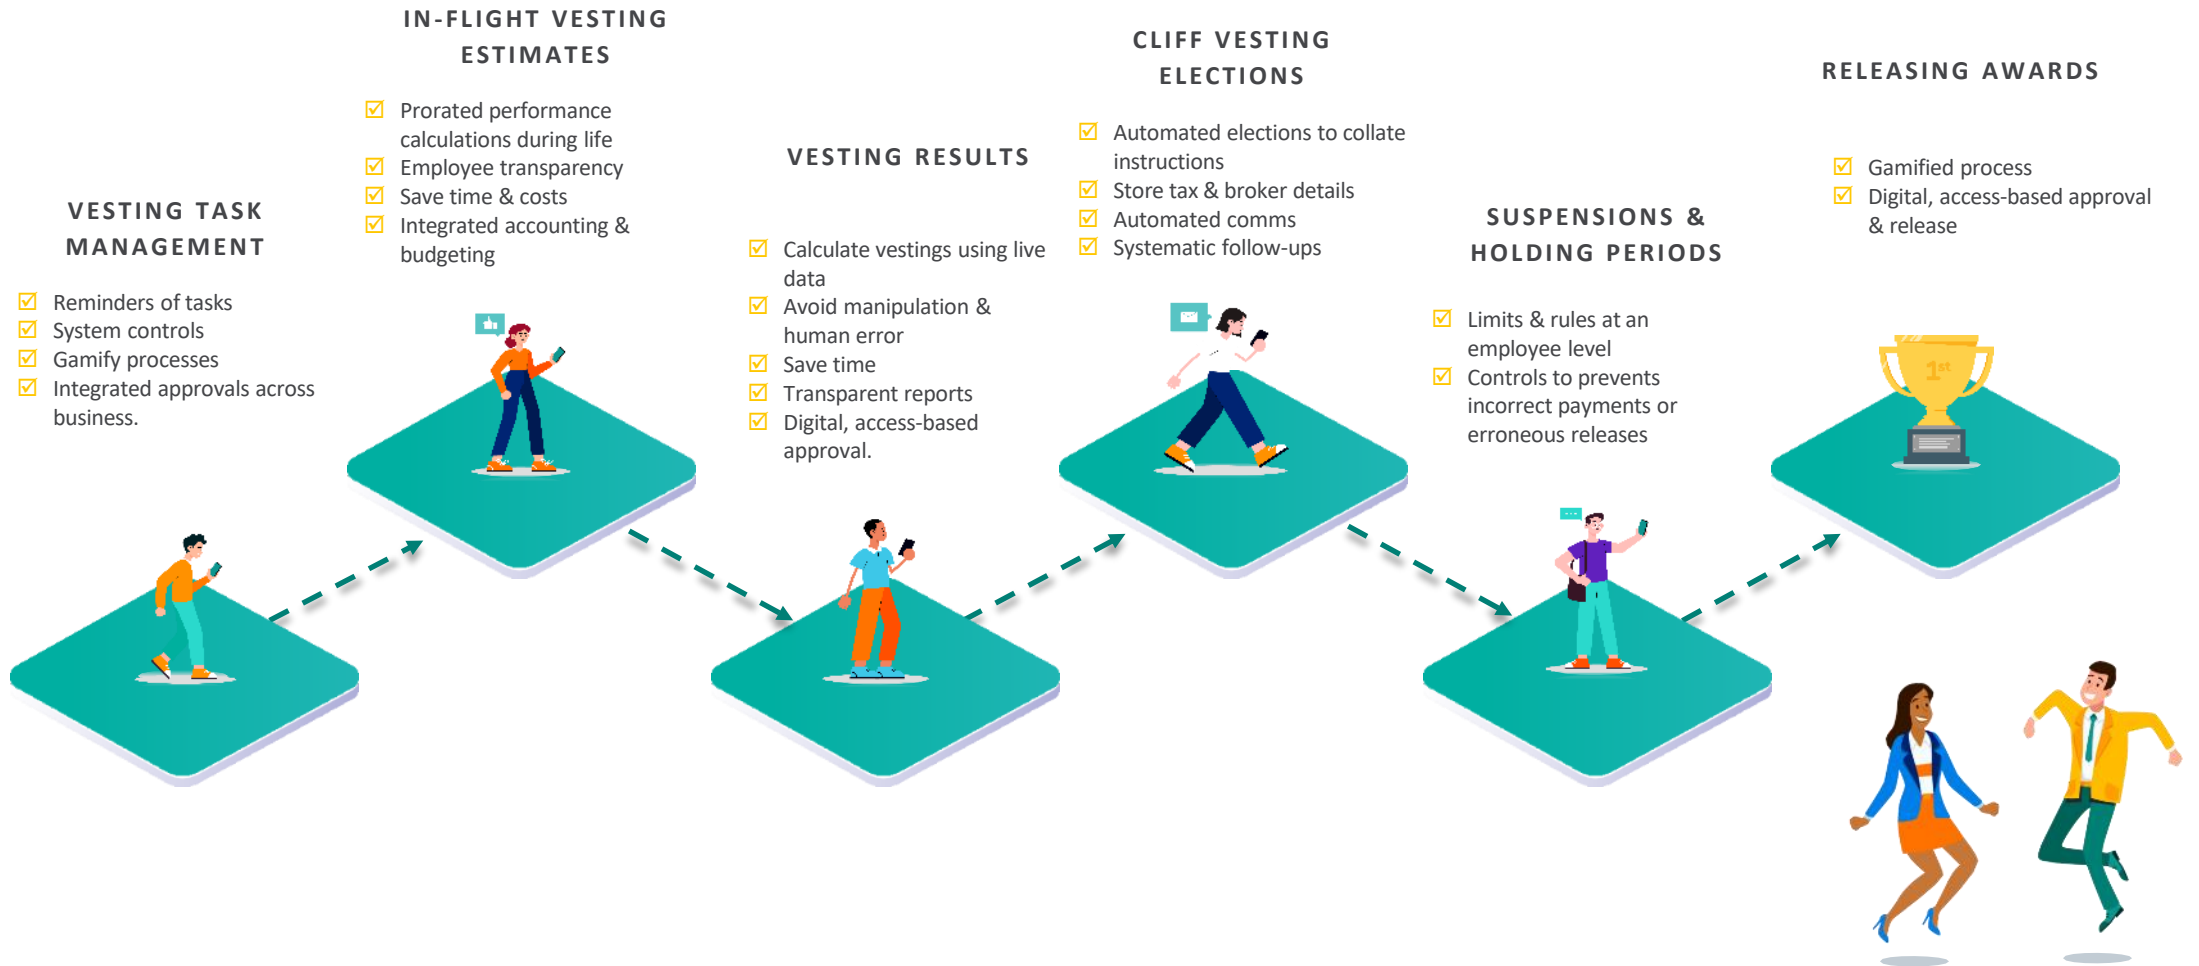 VESTING TASK
MANAGEMENT
Reminders of tasks
System controls
Gamify processes
Integrated approvals across
business.
IN-FLIGHT VESTING
ESTIMATES
Prorated performance
calculations during life
Employee transparency
Save time & costs
Integrated accounting &
budgeting
VESTING RESULTS
Calculate vestings using live
data
Avoid manipulation &
human error
Save time
Transparent reports
Digital, access-based
approval.
CLIFF VESTING
ELECTIONS
Automated elections to collate
instructions
Store tax & broker details
Automated comms
Systematic follow-ups
SUSPENSIONS &
HOLDING PERIODS
Limits & rules at an
employee level
Controls to prevents
incorrect payments or
erroneous releases
RELEASING AWARDS
Gamified process
Digital, access-based approval
& release
1st